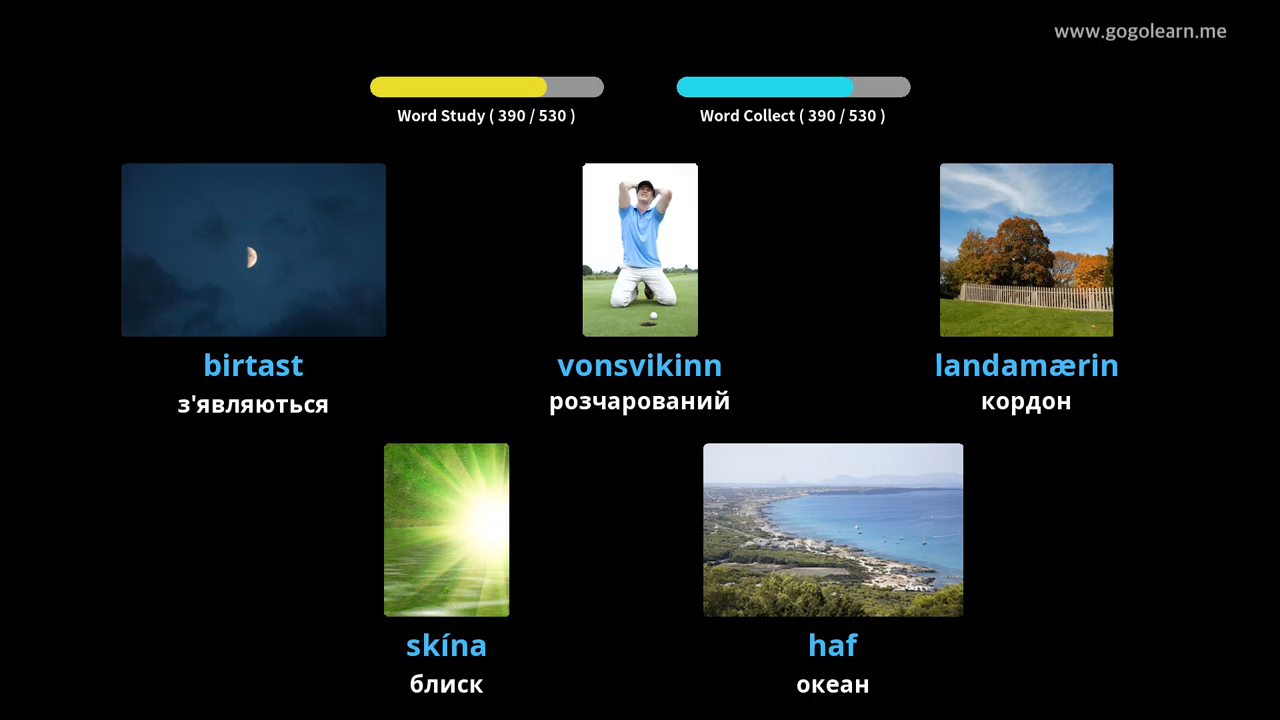 www.gogolearn.me
Word Study ( 390 / 530 )
Word Collect ( 390 / 530 )
birtast
vonsvikinn
landamærin
з'являються
розчарований
кордон
skína
haf
блиск
океан